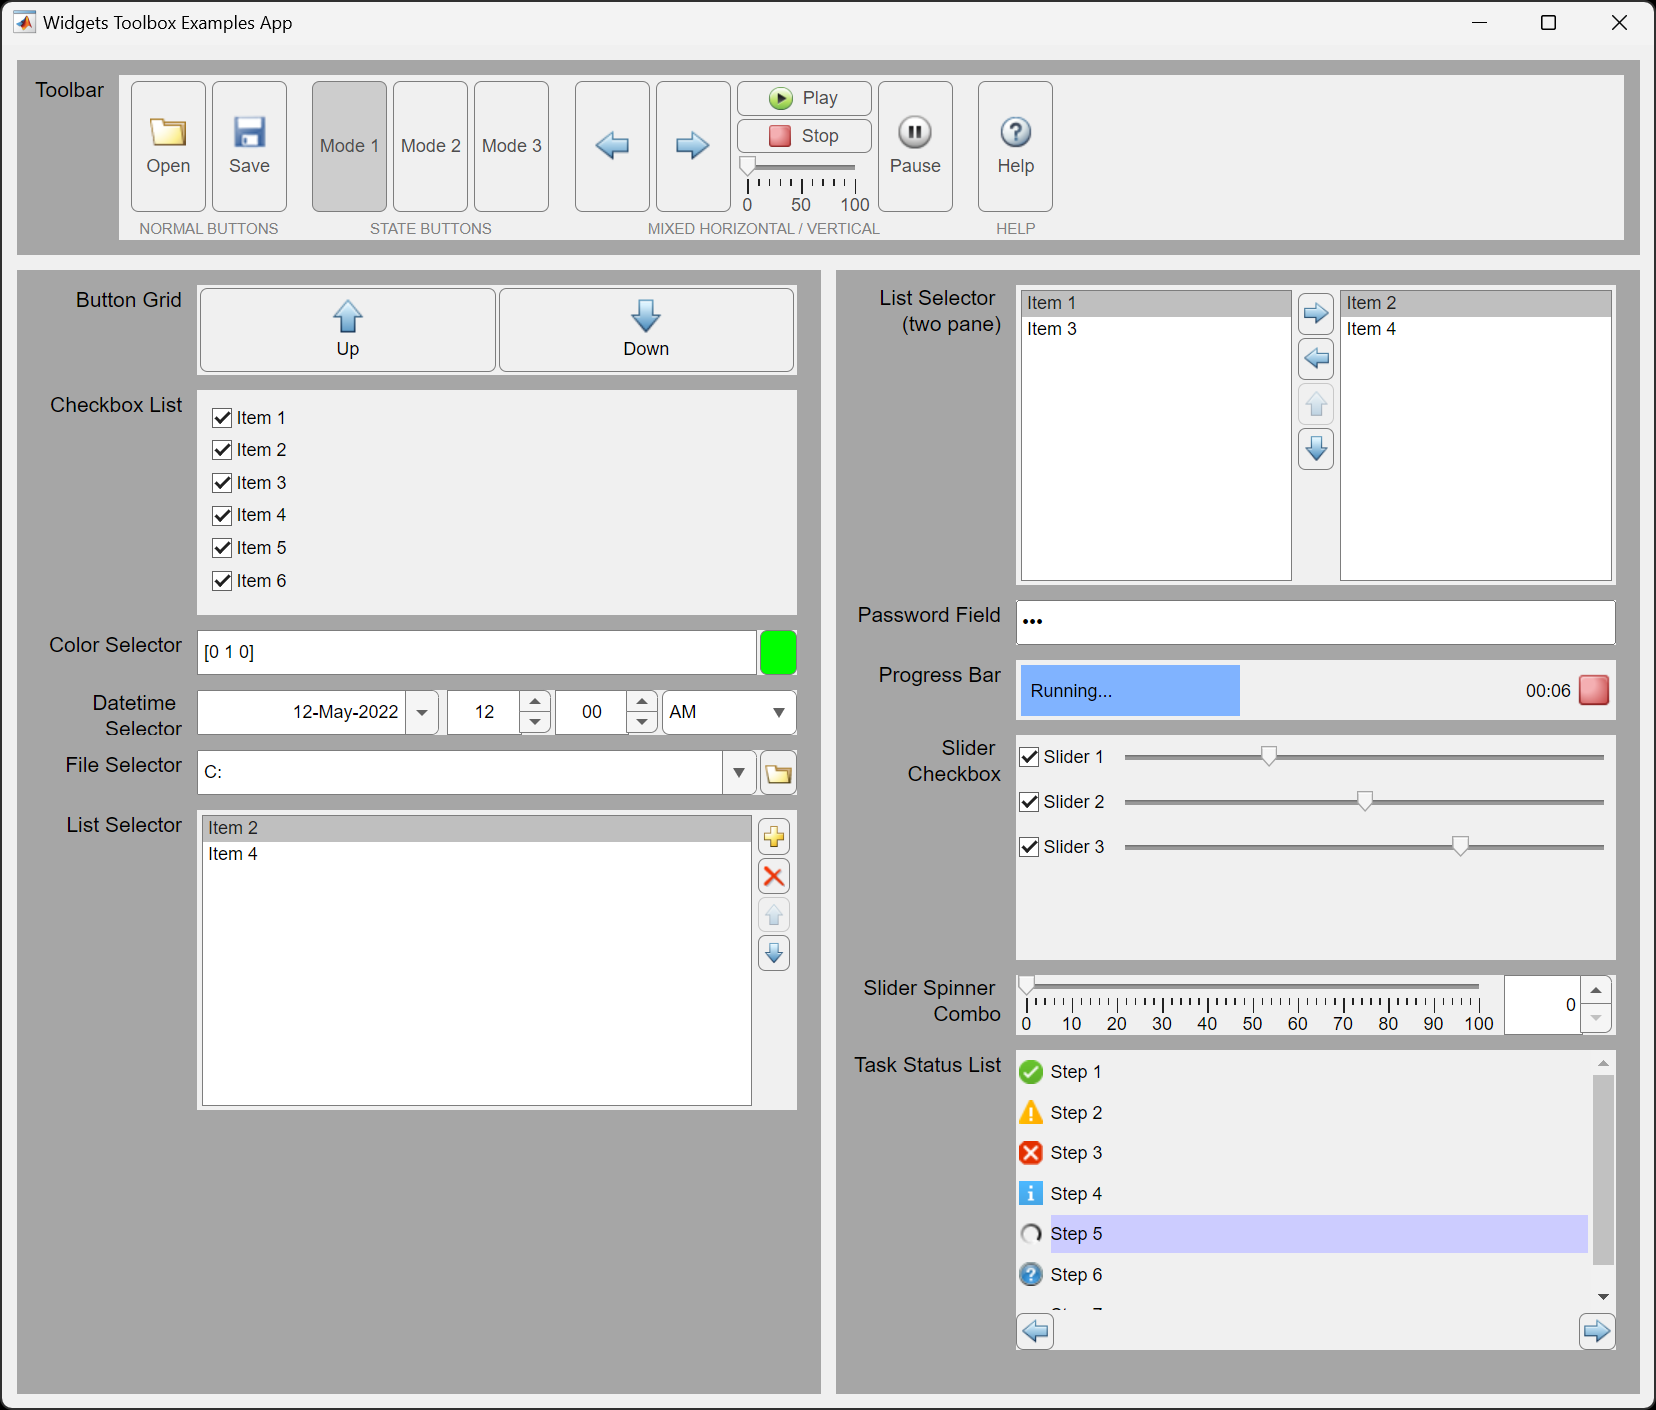 Widgets Toolbox Examples App
Toolbar
Open
Save
NORMAL BUTTONS
Mode 1
Mode 2
Mode 3
STATE BUTTONS
Play
Stop
0 50 100
Pause
MIXED HORIZONTAL / VERTICAL
Help
HELP
Button Grid
Up
Down
Checkbox List
Item 1
Item 2
Item 3
Item 4
Item 5
Item 6
Color Selector
[0 1 0]
Datetime
Selector
12-May-2022
12
00
AM
File Selector
C:
List Selector
Item 2
Item 4
List Selector
(two pane)
Item 1
Item 3
Item 2
Item 4
Password Field
•••
Progress Bar
Running...
00:06
Slider
Checkbox
Slider 1
Slider 2
Slider 3
Slider Spinner
Combo
0 10 20 30 40 50 60 70 80 90 100
0
Task Status List
Step 1
Step 2
Step 3
Step 4
Step 5
Step 6